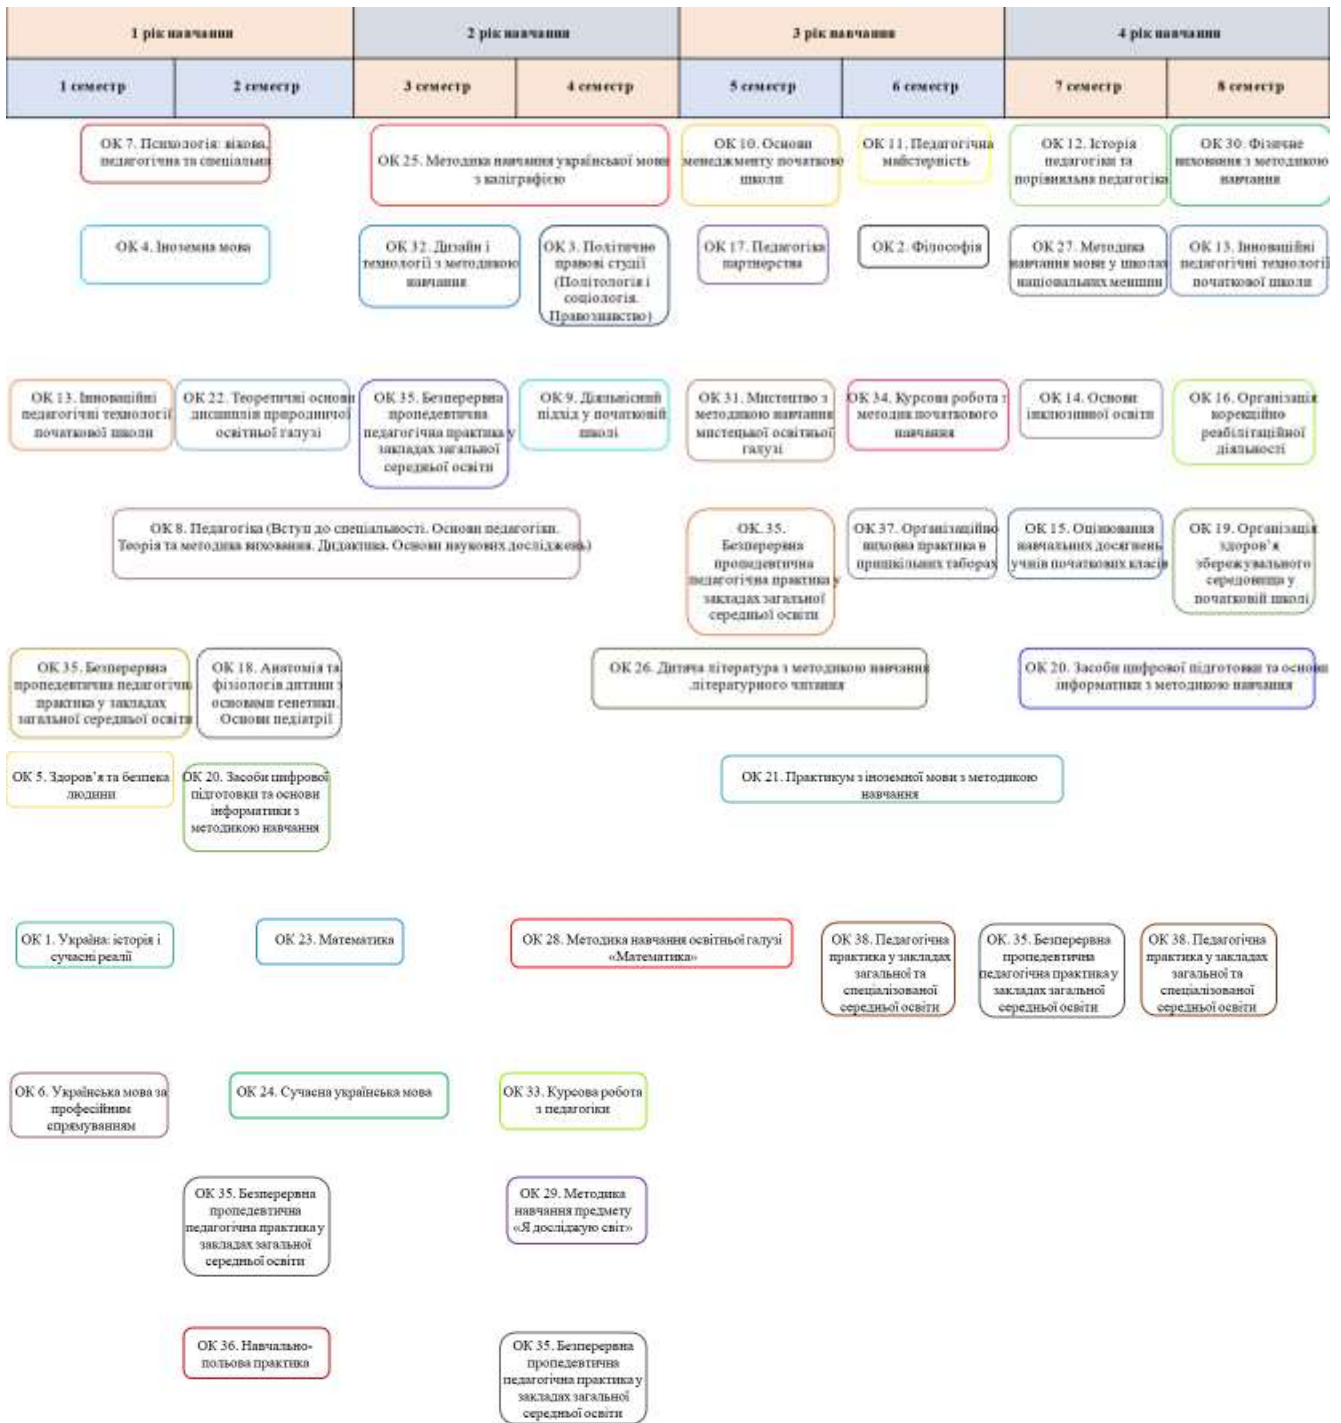 1 рік навчання
2 рік навчання
3 рік навчання
4 рік навчання
1 семестр
2 семестр
3 семестр
4 семестр
5 семестр
6 семестр
7 семестр
8 семестр
ОК 7. Психологія: вікова,
педагогічна та спеціальна
ОК 25. Методика навчання української мови
з каліграфією
ОК 10. Основи
менеджменту початкової
школи
ОК 11. Педагогічна
майстерність
ОК 12. Історія
педагогіки та
порівняльна педагогіка
ОК 30. Фізичне
виховання з методикою
навчання
ОК 4. Іноземна мова
ОК 32. Дизайн і
технології з методикою
навчання
ОК 3. Політично
правові студії
(Політологія і
соціологія.
Правознавство)
ОК 17. Педагогіка
партнерства
ОК 2. Філософія
ОК 27. Методика
навчання мови у школах
національних меншин
ОК 13. Інноваційні
педагогічні технології
початкової школи
ОК 13. Інноваційні
педагогічні технології
початкової школи
ОК 22. Теоретичні основи
дисциплін природничої
освітньої галузі
ОК 35. Безперервна
пропедевтична
педагогічна практика у
закладах загальної
середньої освіти
ОК 9. Діяльнісний
підхід у початковій
школі
ОК 31. Мистецтво з
методикою навчання
мистецької освітньої
галузі
ОК 34. Курсова робота з
методик початкового
навчання
ОК 14. Основи
інклюзивної освіти
ОК 16. Організація
корекційно
реабілітаційної
діяльності
ОК 8. Педагогіка (Вступ до спеціальності. Основи педагогіки.
Теорія та методика виховання. Дидактика. Основи наукових досліджень)
ОК. 35.
Безперервна
пропедевтична
педагогічна практика у
закладах загальної
середньої освіти
ОК 37. Організаційно
виховна практика в
пришкільних таборах
ОК 15. Оцінювання
навчальних досягнень
учнів початкових класів
ОК 19. Організація
здоров’я
збережувального
середовища у
початковій школі
ОК 35. Безперервна
пропедевтична педагогічна
практика у закладах
загальної середньої освіти
ОК 18. Анатомія та
фізіологія дитини з
основами генетики.
Основи педіатрії
ОК 26. Дитяча література з методикою навчання
літературного читання
ОК 20. Засоби цифрової підготовки та основи
інформатики з методикою навчання
ОК 5. Здоров’я та безпека
людини
ОК 20. Засоби цифрової
підготовки та основи
інформатики з
методикою навчання
ОК 21. Практикум з іноземної мови з методикою
навчання
ОК 1. Україна: історія і
сучасні реалії
ОК 23. Математика
ОК 28. Методика навчання освітньої галузі
«Математика»
ОК 38. Педагогічна
практика у закладах
загальної та
спеціалізованої
середньої освіти
ОК. 35. Безперервна
пропедевтична
педагогічна практика у
закладах загальної
середньої освіти
ОК 38. Педагогічна
практика у закладах
загальної та
спеціалізованої
середньої освіти
ОК 6. Українська мова за
професійним
спрямуванням
ОК 24. Сучасна українська мова
ОК 33. Курсова робота
з педагогіки
ОК 35. Безперервна
пропедевтична
педагогічна практика у
закладах загальної
середньої освіти
ОК 29. Методика
навчання предмету
«Я досліджую світ»
ОК 36. Навчально-
польова практика
ОК 35. Безперервна
пропедевтична
педагогічна практика у
закладах загальної
середньої освіти